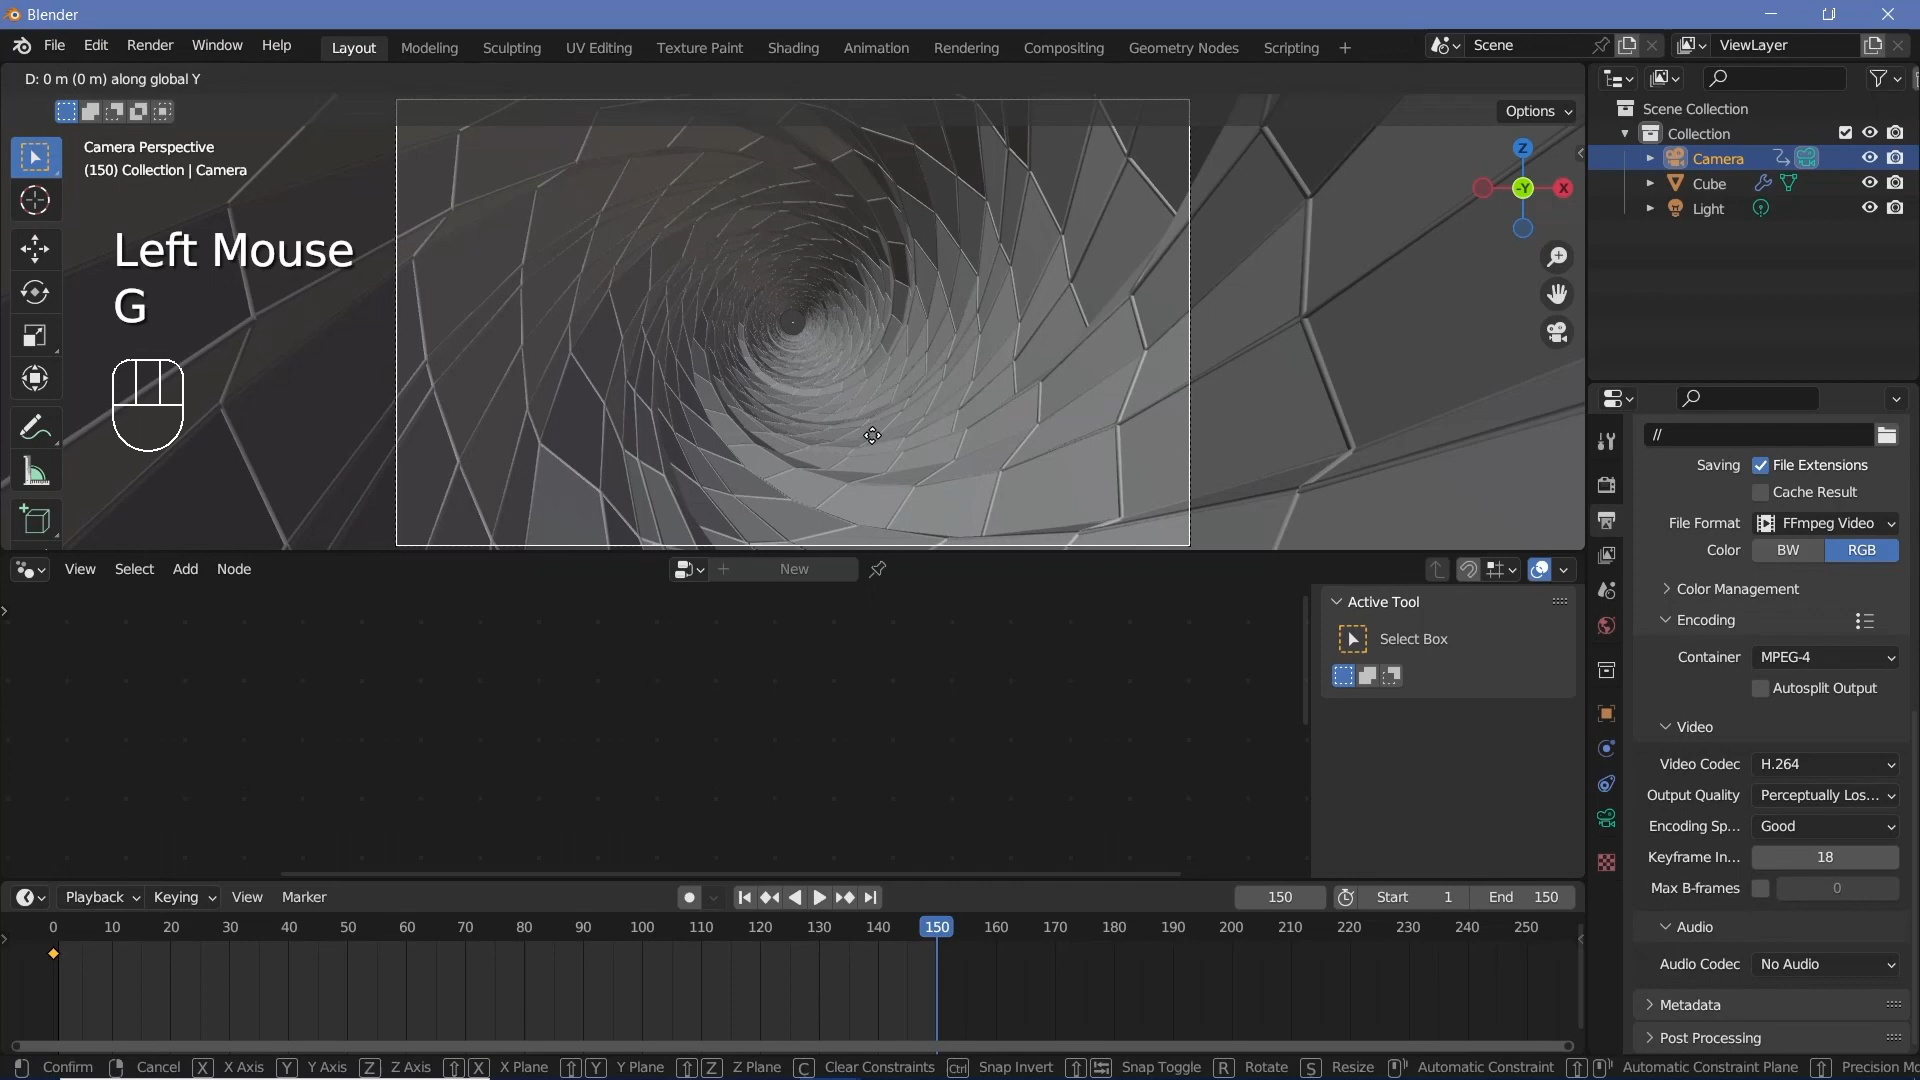 Blender
File Edit Render Window Help Layout Modeling Sculpting UV Editing Texture Paint Shading Animation Rendering Compositing Geometry Nodes Scripting + Scene ViewLayer
D: 0 m (0 m) along global Y
Options
Camera Perspective
(150) Collection | Camera
Left Mouse
G
Z
-Y X
Scene Collection
Collection
Camera
Cube
Light
//
Saving File Extensions
Cache Result
File Format FFmpeg Video
Color BW RGB
Color Management
Encoding
Container MPEG-4
Autosplit Output
Video
Video Codec H.264
Output Quality Perceptually Los...
Encoding Sp... Good
Keyframe In... 18
Max B-frames 0
Audio
Audio Codec No Audio
Metadata
Post Processing
View Select Add Node New
Active Tool
Select Box
Playback Keying View Marker 150 Start 1 End 150
0 10 20 30 40 50 60 70 80 90 100 110 120 130 140 150 160 170 180 190 200 210 220 230 240 250
Confirm Cancel X X Axis Y Y Axis Z Z Axis X X Plane Y Y Plane Z Z Plane C Clear Constraints Ctrl Snap Invert Snap Toggle R Rotate S Resize Automatic Constraint Automatic Constraint Plane Precision Mo